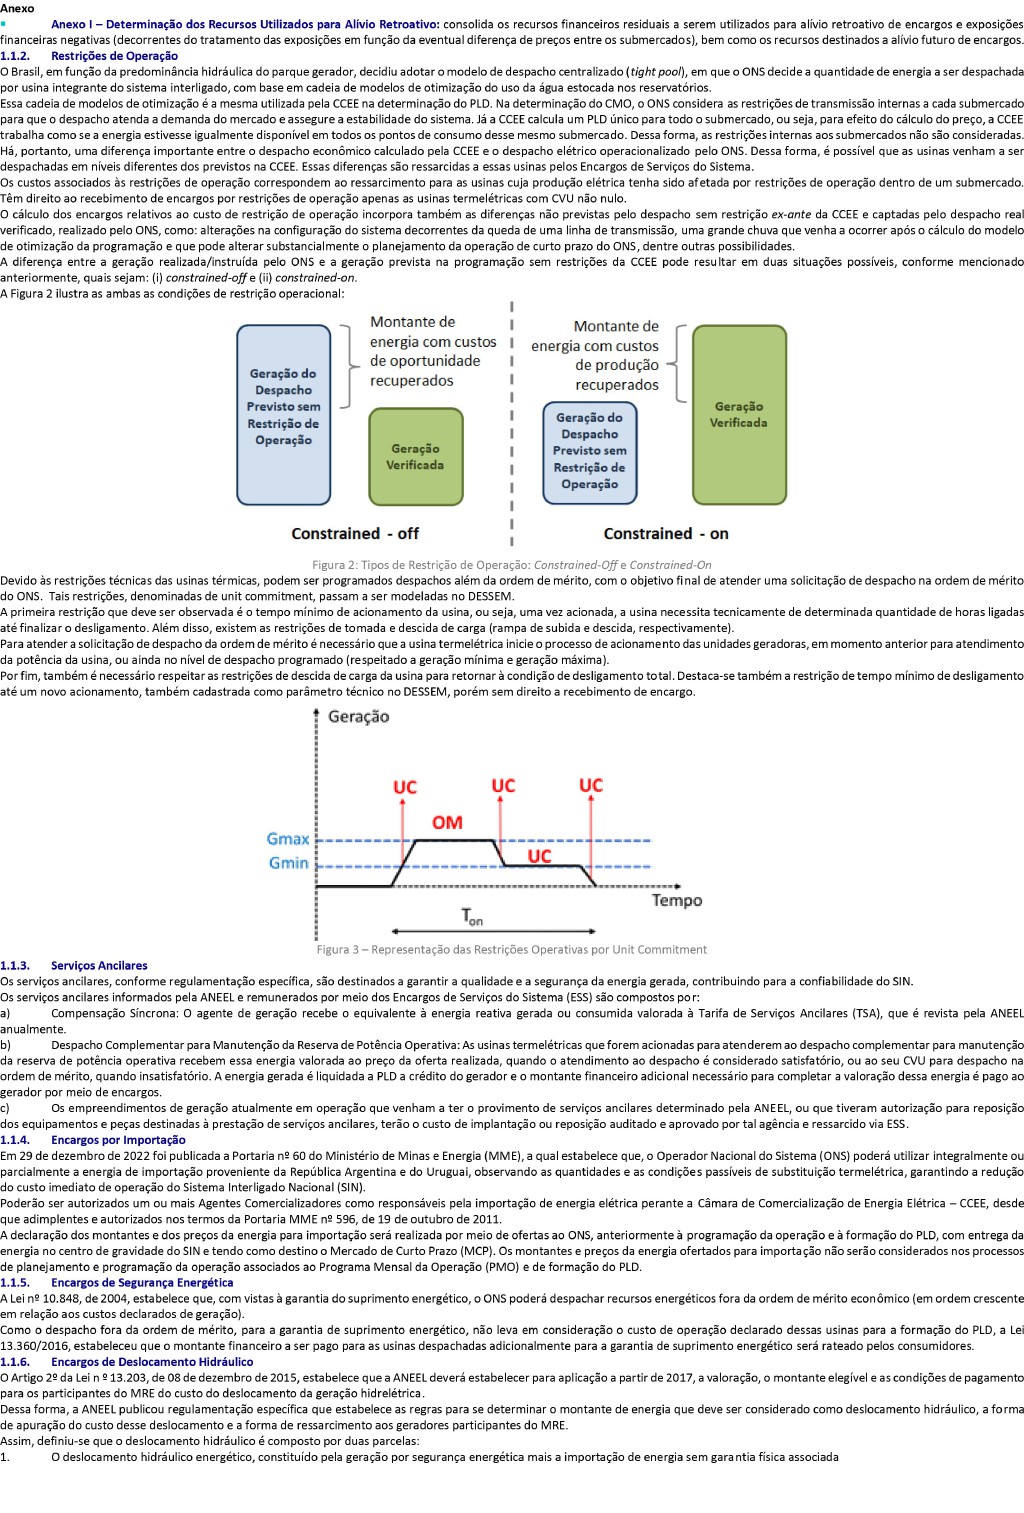 Anexo
▪ Anexo I – Determinação dos Recursos Utilizados para Alívio Retroativo: consolida os recursos financeiros residuais a serem utilizados para alívio retroativo de encargos e exposições
financeiras negativas (decorrentes do tratamento das exposições em função da eventual diferença de preços entre os submercados), bem como os recursos destinados a alívio futuro de encargos.
1.1.2. Restrições de Operação
O Brasil, em função da predominância hidráulica do parque gerador, decidiu adotar o modelo de despacho centralizado (tight pool), em que o ONS decide a quantidade de energia a ser despachada
por usina integrante do sistema interligado, com base em cadeia de modelos de otimização do uso da água estocada nos reservatórios.
Essa cadeia de modelos de otimização é a mesma utilizada pela CCEE na determinação do PLD. Na determinação do CMO, o ONS considera as restrições de transmissão internas a cada submercado
para que o despacho atenda a demanda do mercado e assegure a estabilidade do sistema. Já a CCEE calcula um PLD único para todo o submercado, ou seja, para efeito do cálculo do preço, a CCEE
trabalha como se a energia estivesse igualmente disponível em todos os pontos de consumo desse mesmo submercado. Dessa forma, as restrições internas aos submercados não são consideradas.
Há, portanto, uma diferença importante entre o despacho econômico calculado pela CCEE e o despacho elétrico operacionalizado pelo ONS. Dessa forma, é possível que as usinas venham a ser
despachadas em níveis diferentes dos previstos na CCEE. Essas diferenças são ressarcidas a essas usinas pelos Encargos de Serviços do Sistema.
Os custos associados às restrições de operação correspondem ao ressarcimento para as usinas cuja produção elétrica tenha sido afetada por restrições de operação dentro de um submercado.
Têm direito ao recebimento de encargos por restrições de operação apenas as usinas termelétricas com CVU não nulo.
O cálculo dos encargos relativos ao custo de restrição de operação incorpora também as diferenças não previstas pelo despacho sem restrição ex-ante da CCEE e captadas pelo despacho real
verificado, realizado pelo ONS, como: alterações na configuração do sistema decorrentes da queda de uma linha de transmissão, uma grande chuva que venha a ocorrer após o cálculo do modelo
de otimização da programação e que pode alterar substancialmente o planejamento da operação de curto prazo do ONS, dentre outras possibilidades.
A diferença entre a geração realizada/instruída pelo ONS e a geração prevista na programação sem restrições da CCEE pode resultar em duas situações possíveis, conforme mencionado
anteriormente, quais sejam: (i) constrained-off e (ii) constrained-on.
A Figura 2 ilustra as ambas as condições de restrição operacional:
Geração do
Despacho
Previsto sem
Restrição de
Operação
Montante de
energia com custos
de oportunidade
recuperados
Geração
Verificada
Constrained - off
Montante de
energia com custos
de produção
recuperados
Geração do
Despacho
Previsto sem
Restrição de
Operação
Geração
Verificada
Constrained - on
Figura 2: Tipos de Restrição de Operação: Constrained-Off e Constrained-On
Devido às restrições técnicas das usinas térmicas, podem ser programados despachos além da ordem de mérito, com o objetivo final de atender uma solicitação de despacho na ordem de mérito
do ONS. Tais restrições, denominadas de unit commitment, passam a ser modeladas no DESSEM.
A primeira restrição que deve ser observada é o tempo mínimo de acionamento da usina, ou seja, uma vez acionada, a usina necessita tecnicamente de determinada quantidade de horas ligadas
até finalizar o desligamento. Além disso, existem as restrições de tomada e descida de carga (rampa de subida e descida, respectivamente).
Para atender a solicitação de despacho da ordem de mérito é necessário que a usina termelétrica inicie o processo de acionamento das unidades geradoras, em momento anterior para atendimento
da potência da usina, ou ainda no nível de despacho programado (respeitado a geração mínima e geração máxima).
Por fim, também é necessário respeitar as restrições de descida de carga da usina para retornar à condição de desligamento total. Destaca-se também a restrição de tempo mínimo de desligamento
até um novo acionamento, também cadastrada como parâmetro técnico no DESSEM, porém sem direito a recebimento de encargo.
Geração
UC UC UC
OM
Gmax
UC
Gmin
Tempo
Ton
Figura 3 – Representação das Restrições Operativas por Unit Commitment
1.1.3. Serviços Ancilares
Os serviços ancilares, conforme regulamentação específica, são destinados a garantir a qualidade e a segurança da energia gerada, contribuindo para a confiabilidade do SIN.
Os serviços ancilares informados pela ANEEL e remunerados por meio dos Encargos de Serviços do Sistema (ESS) são compostos por:
a) Compensação Síncrona: O agente de geração recebe o equivalente à energia reativa gerada ou consumida valorada à Tarifa de Serviços Ancilares (TSA), que é revista pela ANEEL
anualmente.
b) Despacho Complementar para Manutenção da Reserva de Potência Operativa: As usinas termelétricas que forem acionadas para atenderem ao despacho complementar para manutenção
da reserva de potência operativa recebem essa energia valorada ao preço da oferta realizada, quando o atendimento ao despacho é considerado satisfatório, ou ao seu CVU para despacho na
ordem de mérito, quando insatisfatório. A energia gerada é liquidada a PLD a crédito do gerador e o montante financeiro adicional necessário para completar a valoração dessa energia é pago ao
gerador por meio de encargos.
c) Os empreendimentos de geração atualmente em operação que venham a ter o provimento de serviços ancilares determinado pela ANEEL, ou que tiveram autorização para reposição
dos equipamentos e peças destinadas à prestação de serviços ancilares, terão o custo de implantação ou reposição auditado e aprovado por tal agência e ressarcido via ESS.
1.1.4. Encargos por Importação
Em 29 de dezembro de 2022 foi publicada a Portaria nº 60 do Ministério de Minas e Energia (MME), a qual estabelece que, o Operador Nacional do Sistema (ONS) poderá utilizar integralmente ou
parcialmente a energia de importação proveniente da República Argentina e do Uruguai, observando as quantidades e as condições passíveis de substituição termelétrica, garantindo a redução
do custo imediato de operação do Sistema Interligado Nacional (SIN).
Poderão ser autorizados um ou mais Agentes Comercializadores como responsáveis pela importação de energia elétrica perante a Câmara de Comercialização de Energia Elétrica – CCEE, desde
que adimplentes e autorizados nos termos da Portaria MME nº 596, de 19 de outubro de 2011.
A declaração dos montantes e dos preços da energia para importação será realizada por meio de ofertas ao ONS, anteriormente à programação da operação e à formação do PLD, com entrega da
energia no centro de gravidade do SIN e tendo como destino o Mercado de Curto Prazo (MCP). Os montantes e preços da energia ofertados para importação não serão considerados nos processos
de planejamento e programação da operação associados ao Programa Mensal da Operação (PMO) e de formação do PLD.
1.1.5. Encargos de Segurança Energética
A Lei nº 10.848, de 2004, estabelece que, com vistas à garantia do suprimento energético, o ONS poderá despachar recursos energéticos fora da ordem de mérito econômico (em ordem crescente
em relação aos custos declarados de geração).
Como o despacho fora da ordem de mérito, para a garantia de suprimento energético, não leva em consideração o custo de operação declarado dessas usinas para a formação do PLD, a Lei
13.360/2016, estabeleceu que o montante financeiro a ser pago para as usinas despachadas adicionalmente para a garantia de suprimento energético será rateado pelos consumidores.
1.1.6. Encargos de Deslocamento Hidráulico
O Artigo 2º da Lei n º 13.203, de 08 de dezembro de 2015, estabelece que a ANEEL deverá estabelecer para aplicação a partir de 2017, a valoração, o montante elegível e as condições de pagamento
para os participantes do MRE do custo do deslocamento da geração hidrelétrica.
Dessa forma, a ANEEL publicou regulamentação específica que estabelece as regras para se determinar o montante de energia que deve ser considerado como deslocamento hidráulico, a forma
de apuração do custo desse deslocamento e a forma de ressarcimento aos geradores participantes do MRE.
Assim, definiu-se que o deslocamento hidráulico é composto por duas parcelas:
1. O deslocamento hidráulico energético, constituído pela geração por segurança energética mais a importação de energia sem garantia física associada